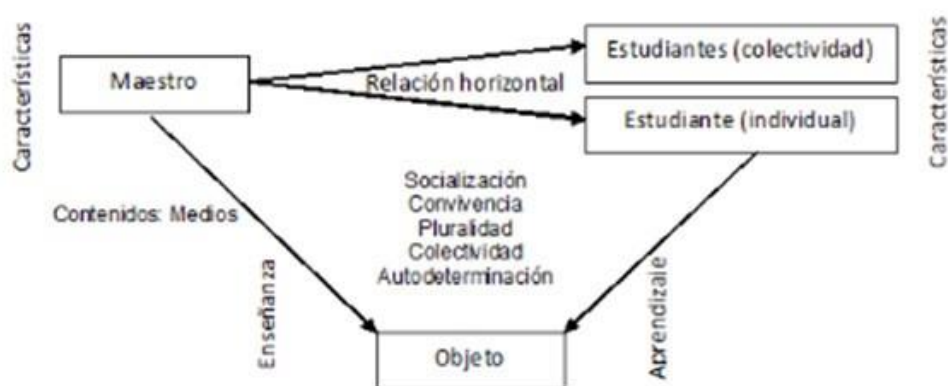 Características
Maestro
Relación horizontal
Estudiantes (colectividad)
Estudiante (individual)
Características
Contenidos: Medios
Socialización
Convivencia
Pluralidad
Colectividad
Autodeterminación
Enseñanza
Aprendizaje
Objeto